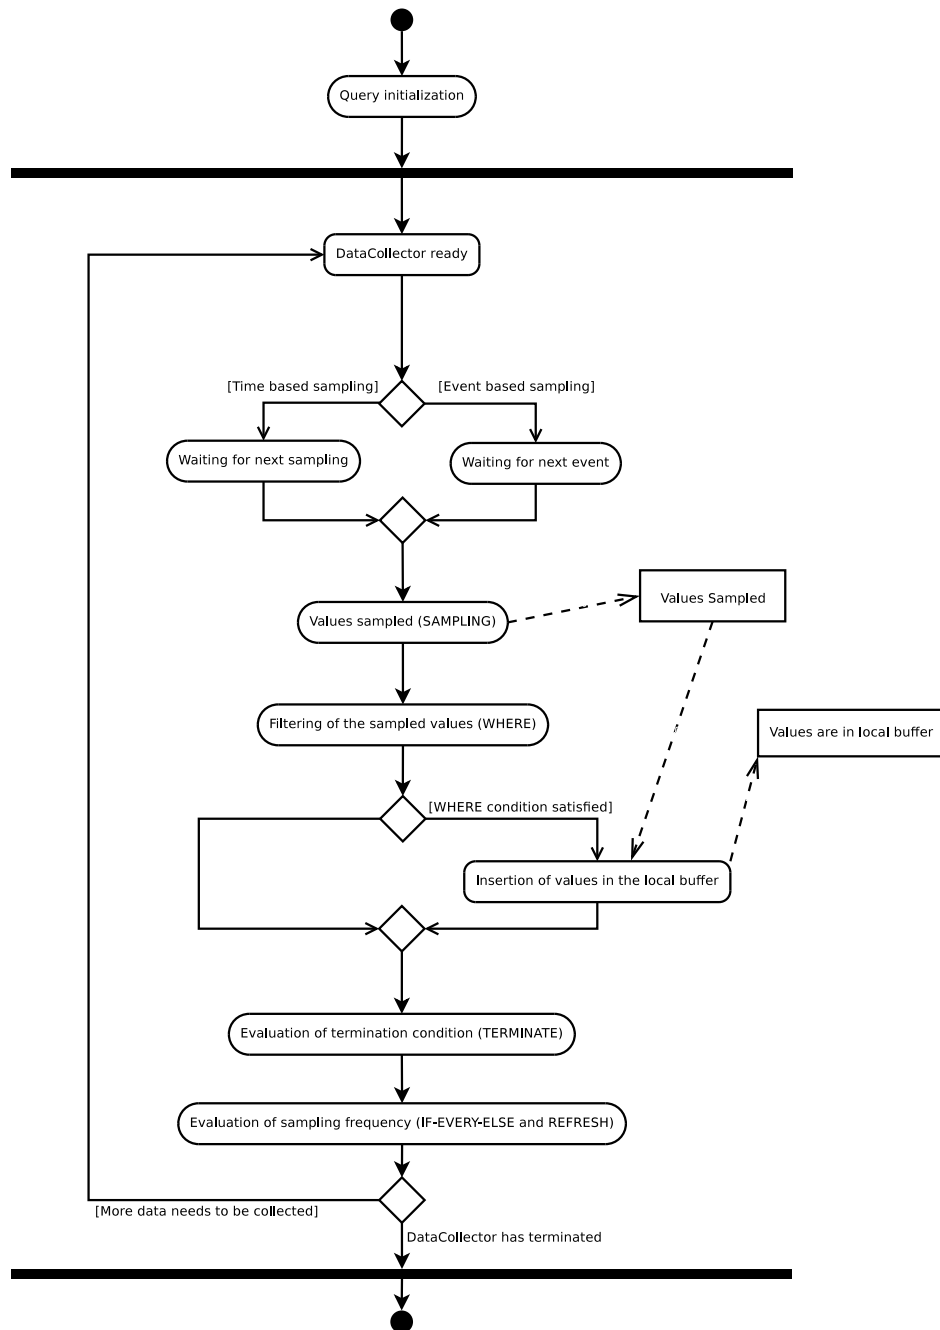 Query initialization
DataCollector ready
[Time based sampling]
[Event based sampling]
Waiting for next sampling
Waiting for next event
Values Sampled
Values sampled (SAMPLING)
Filtering of the sampled values (WHERE)
Values are in local buffer
[WHERE condition satisfied]
Insertion of values in the local buffer
Evaluation of termination condition (TERMINATE)
Evaluation of sampling frequency (IF-EVERY-ELSE and REFRESH)
[More data needs to be collected]
DataCollector has terminated